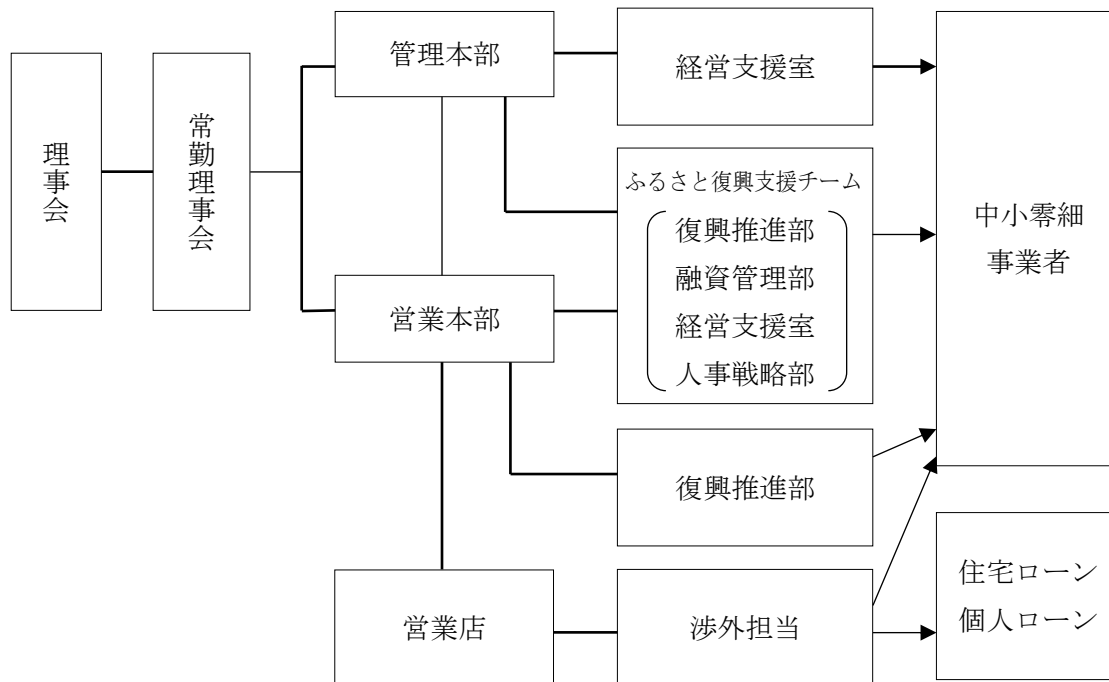 理事会
常勤理事会
管理本部
営業本部
営業店
経営支援室
ふるさと復興支援チーム
復興推進部
融資管理部
経営支援室
人事戦略部
復興推進部
渉外担当
中小零細
事業者
住宅ローン
個人ローン